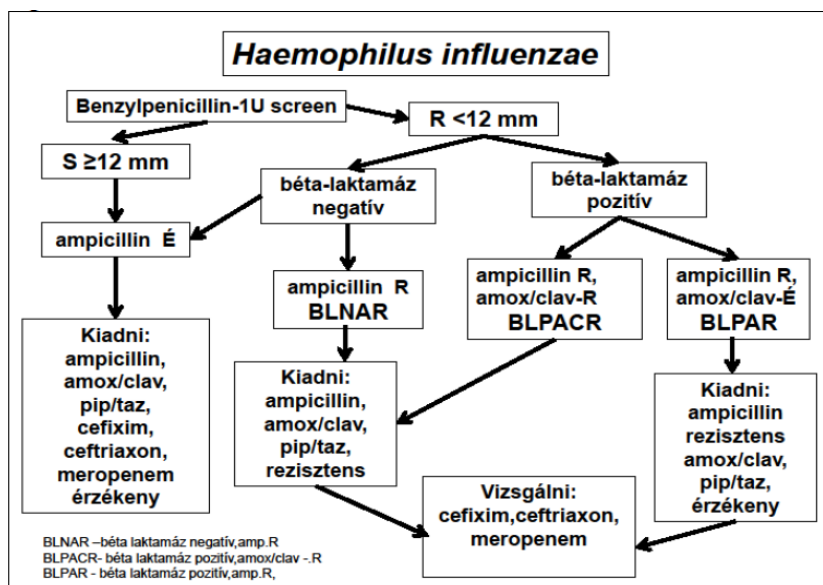 Haemophilus influenzae
Benzylpenicillin-1U screen
R <12 mm
S ≥12 mm
béta-laktamáz
negatív
béta-laktamáz
pozitív
ampicillin É
ampicillin R
BLNAR
ampicillin R,
amox/clav-R
BLPACR
ampicillin R,
amox/clav-É
BLPAR
Kiadni:
ampicillin,
amox/clav,
pip/taz,
cefixim,
ceftriaxon,
meropenem
érzékeny
Kiadni:
ampicillin,
amox/clav,
pip/taz,
rezisztens
Kiadni:
ampicillin
rezisztens
amox/clav,
pip/taz,
érzékeny
Vizsgálni:
cefixim,ceftriaxon,
meropenem
BLNAR –béta laktamáz negatív,amp.R
BLPACR- béta laktamáz pozitív,amox/clav -.R
BLPAR - béta laktamáz pozitív,amp.R,